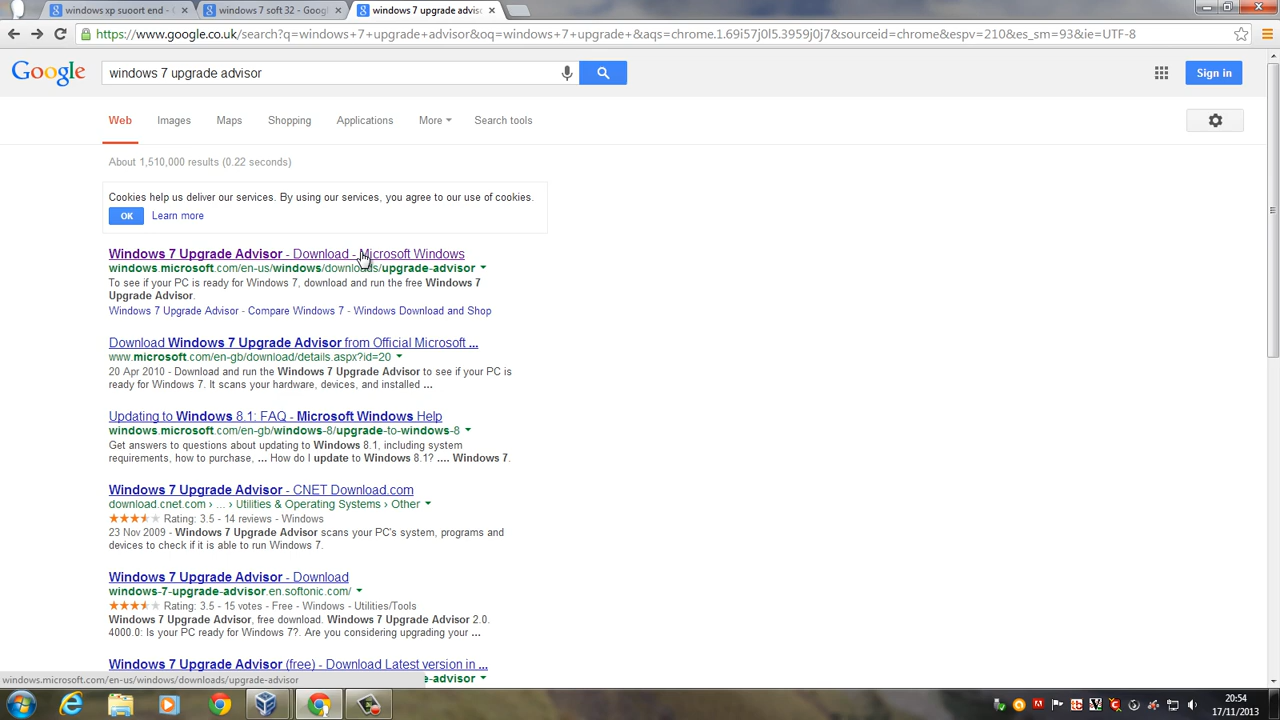 windows xp suoort end -
windows 7 soft 32 - Googl
windows 7 upgrade advis
https://www.google.co.uk/search?q=windows+7+upgrade+advisor&oq=windows+7+upgrade+&aqs=chrome.1.69i57j0l5.3959j0j7&sourceid=chrome&espv=210&es_sm=93&ie=UTF-8
Google
windows 7 upgrade advisor
Sign in
Web Images Maps Shopping Applications More Search tools
About 1,510,000 results (0.22 seconds)
Cookies help us deliver our services. By using our services, you agree to our use of cookies.
OK Learn more
Windows 7 Upgrade Advisor - Download - Microsoft Windows
windows.microsoft.com/en-us/windows/downloads/upgrade-advisor
To see if your PC is ready for Windows 7, download and run the free Windows 7
Upgrade Advisor.
Windows 7 Upgrade Advisor - Compare Windows 7 - Windows Download and Shop
Download Windows 7 Upgrade Advisor from Official Microsoft ...
www.microsoft.com/en-gb/download/details.aspx?id=20
20 Apr 2010 - Download and run the Windows 7 Upgrade Advisor to see if your PC is
ready for Windows 7. It scans your hardware, devices, and installed ...
Updating to Windows 8.1: FAQ - Microsoft Windows Help
windows.microsoft.com/en-gb/windows-8/upgrade-to-windows-8
Get answers to questions about updating to Windows 8.1, including system
requirements, how to purchase, ... How do I update to Windows 8.1? .... Windows 7.
Windows 7 Upgrade Advisor - CNET Download.com
download.cnet.com › ... › Utilities & Operating Systems › Other
Rating: 3.5 - 14 reviews - Windows
23 Nov 2009 - Windows 7 Upgrade Advisor scans your PC's system, programs and
devices to check if it is able to run Windows 7.
Windows 7 Upgrade Advisor - Download
windows-7-upgrade-advisor.en.softonic.com/
Rating: 3.5 - 15 votes - Free - Windows - Utilities/Tools
Windows 7 Upgrade Advisor, free download. Windows 7 Upgrade Advisor 2.0.
4000.0: Is your PC ready for Windows 7?. Are you considering upgrading your ...
Windows 7 Upgrade Advisor (free) - Download Latest version in ...
e-advisor
windows.microsoft.com/en-us/windows/downloads/upgrade-advisor
20:54
17/11/2013